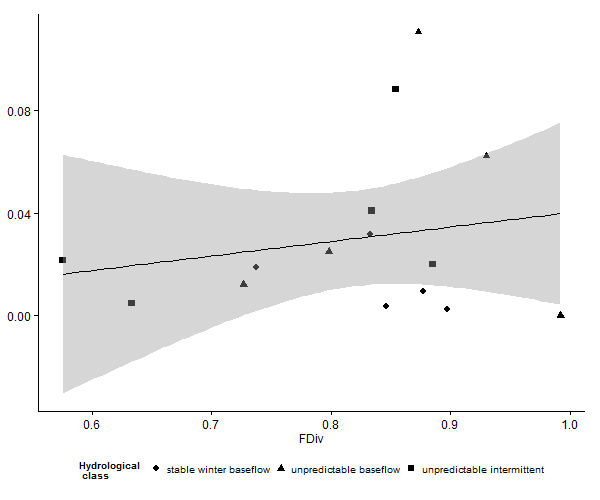 0.08
0.04
0.00
0.6 0.7 0.8 0.9 1.0
FDiv
Hydrological
class
stable winter baseflow unpredictable baseflow unpredictable intermittent